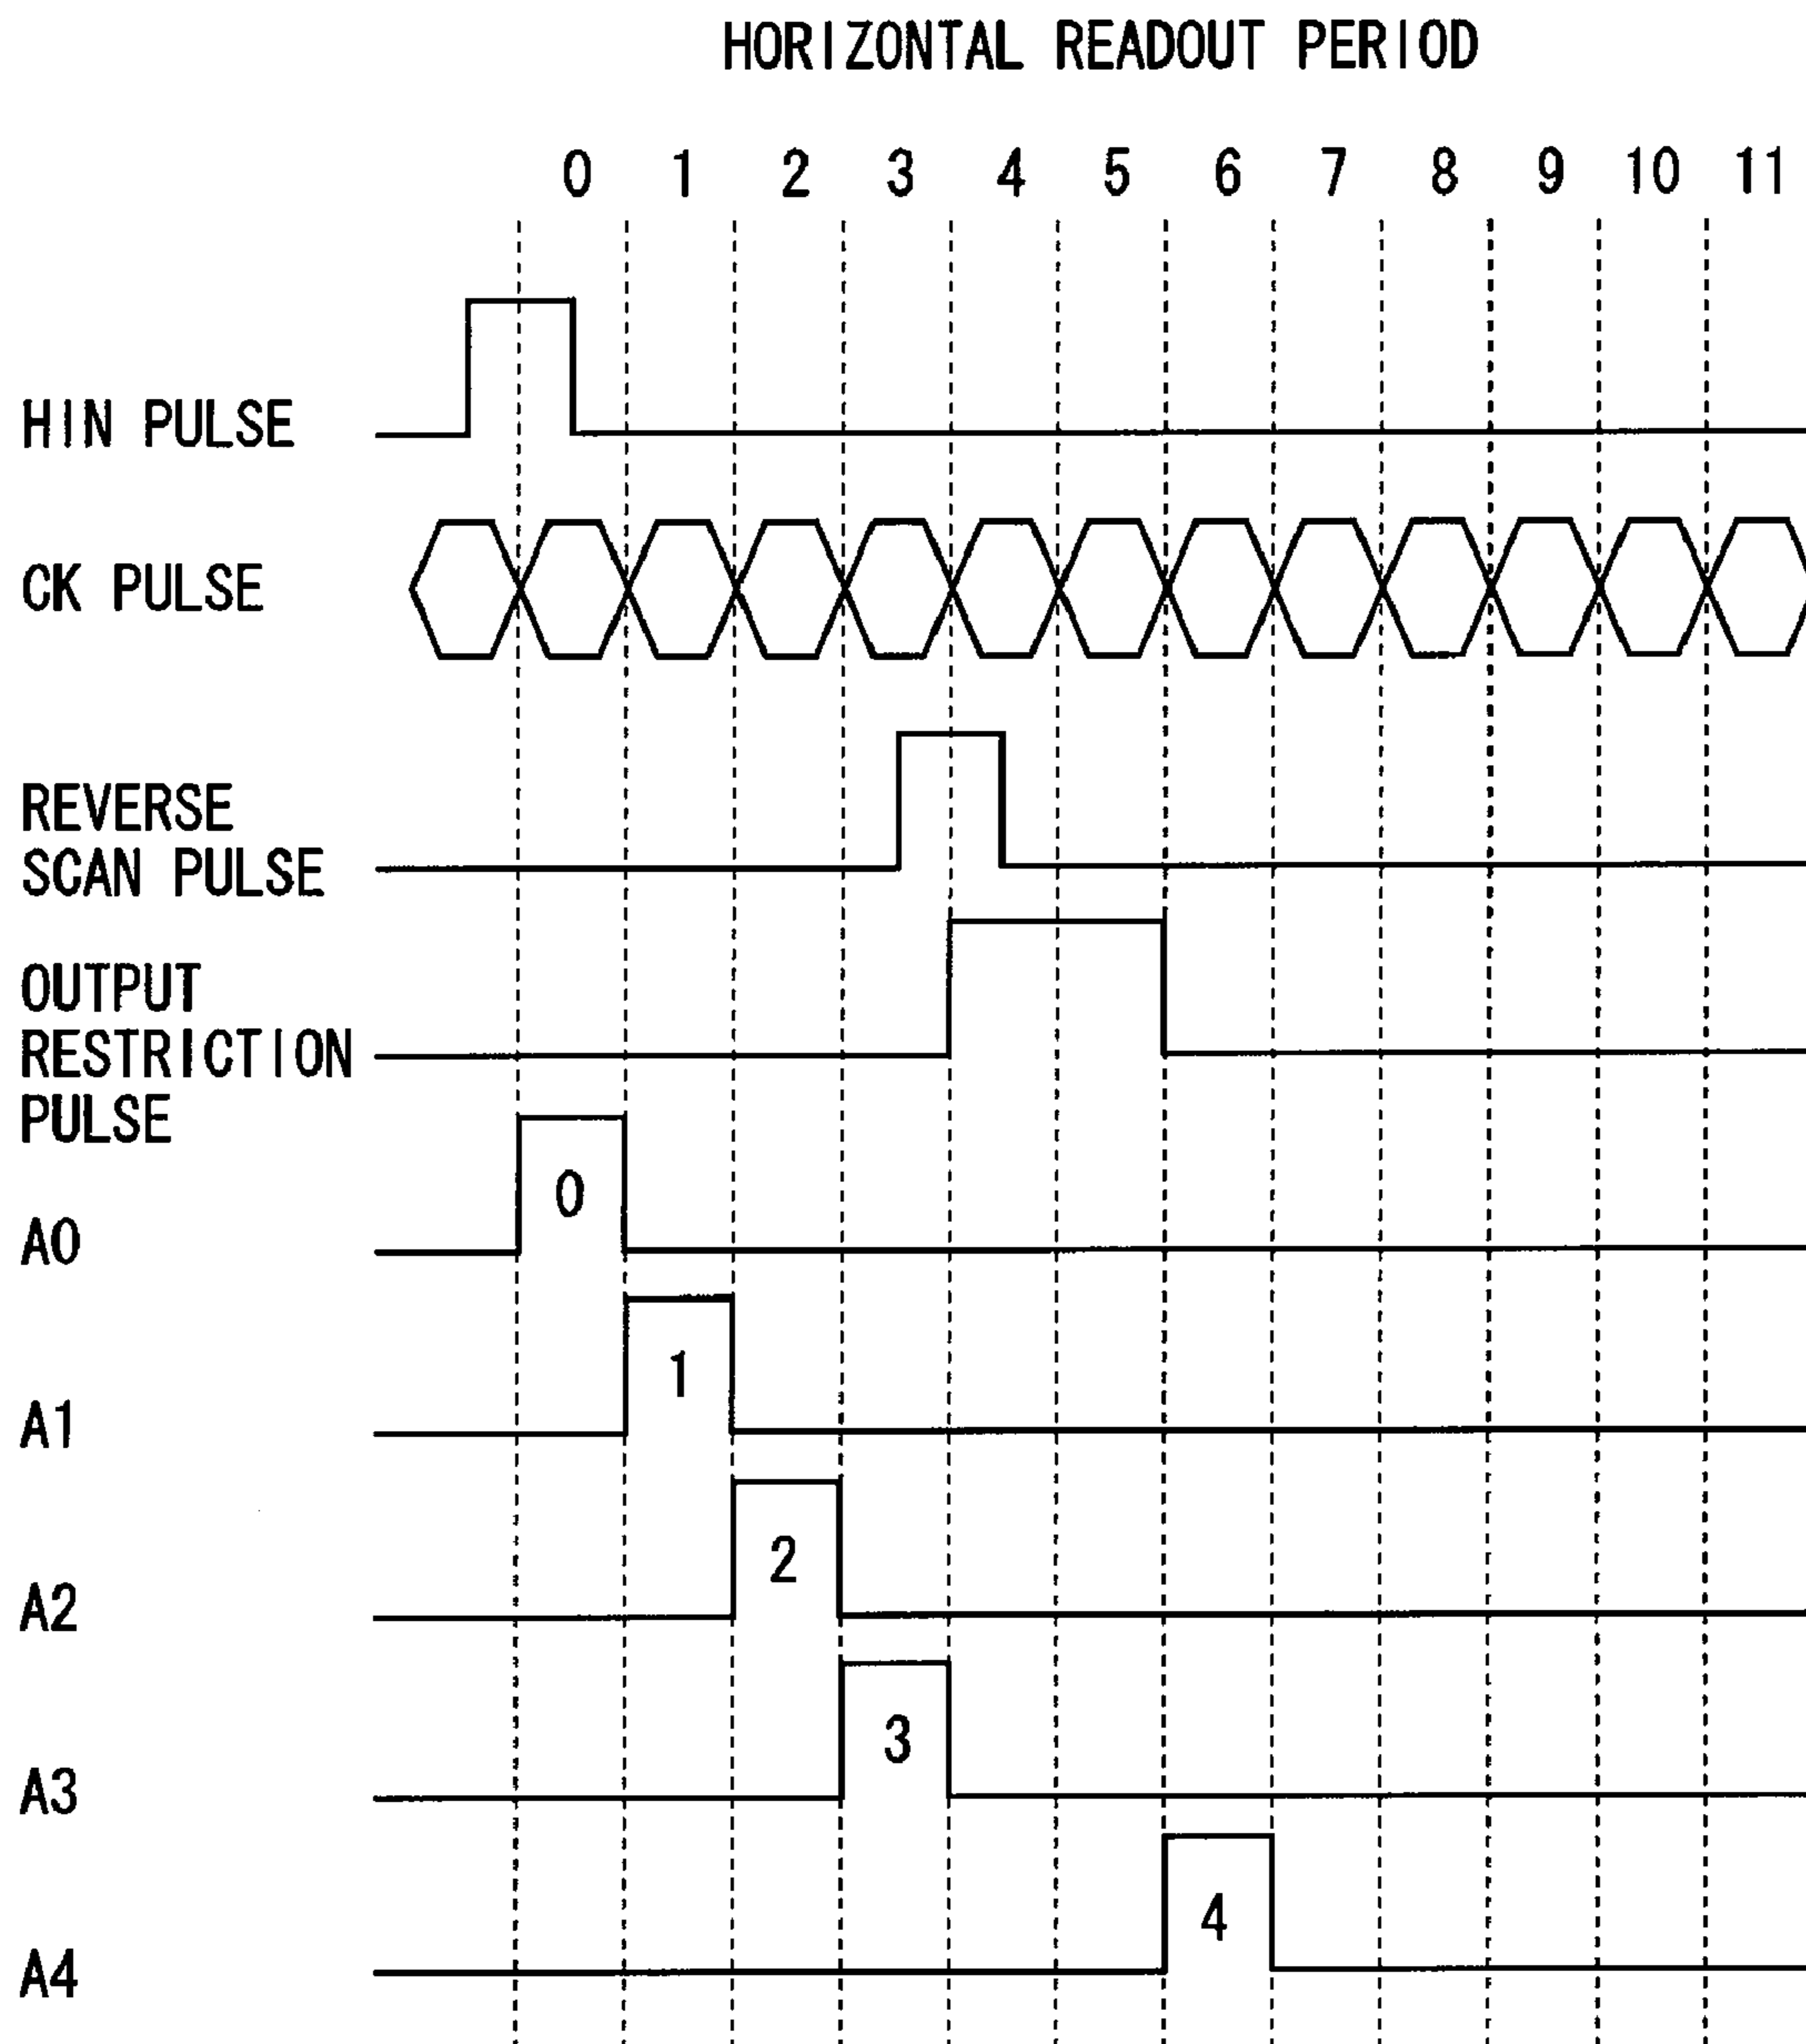 HORIZONTAL READOUT PERIOD
0 1 2 3 4 5 6 7 8 9 10 11
HIN PULSE
CK PULSE
REVERSE
SCAN PULSE
OUTPUT
RESTRICTION
PULSE
0
A0
1
A1
2
A2
3
A3
4
A4